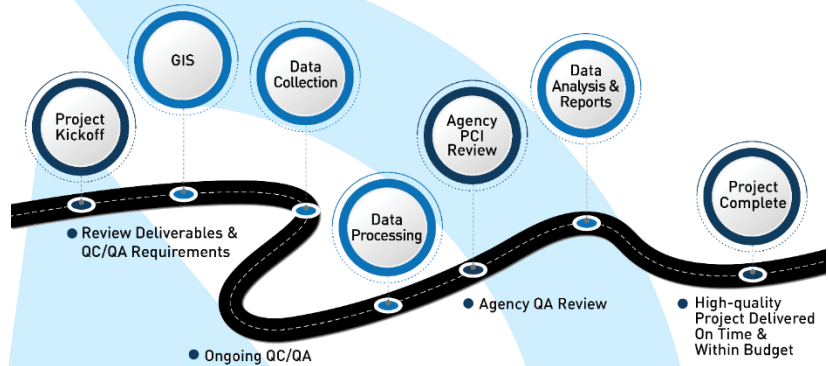 Project
Kickoff
GIS
Data
Collection
Data
Processing
Agency
PCI
Review
Data
Analysis &
Reports
Project
Complete
Review Deliverables &
QC/QA Requirements
Ongoing QC/QA
Agency QA Review
High-quality
Project Delivered
On Time &
Within Budget